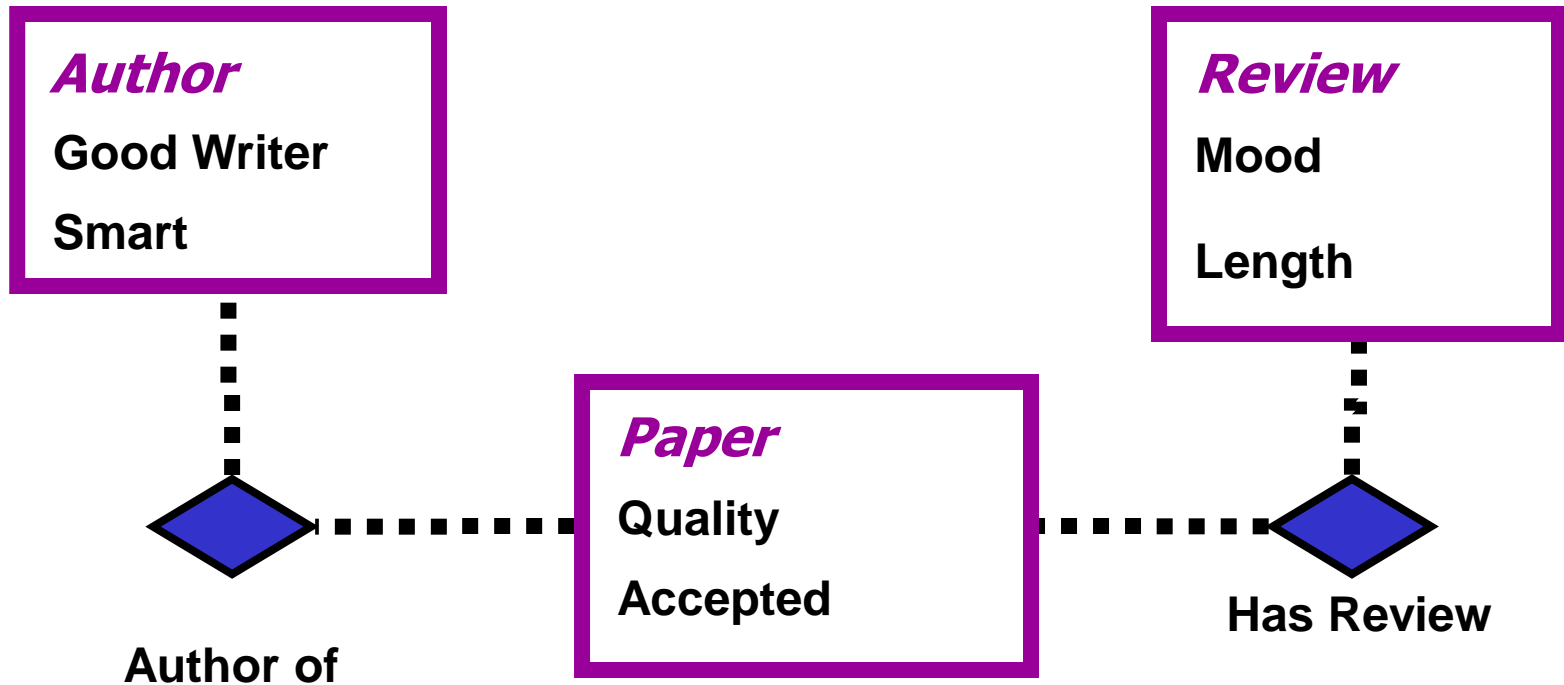 Author
Good Writer
Smart
Review
Mood
Length
Paper
Quality
Accepted
Author of
Has Review